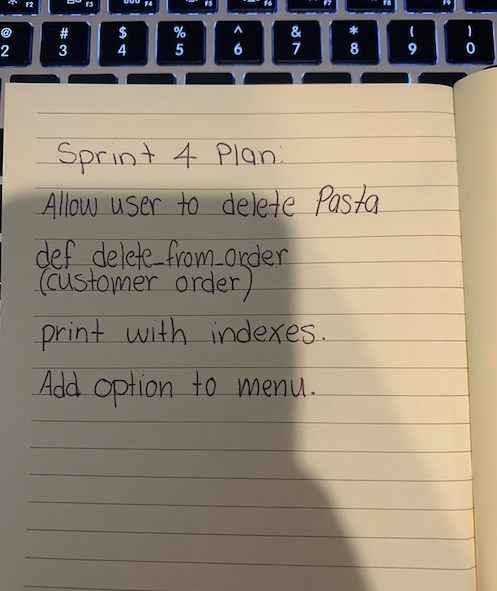 F2 F3 F4 F5 F6 F7 F8 F9
@ # $ % ^ & * ( )
2 3 4 5 6 7 8 9 0
Sprint 4 Plan:
Allow user to delete Pasta
def delete_from_order
(customer order)
print with indexes.
Add option to menu.